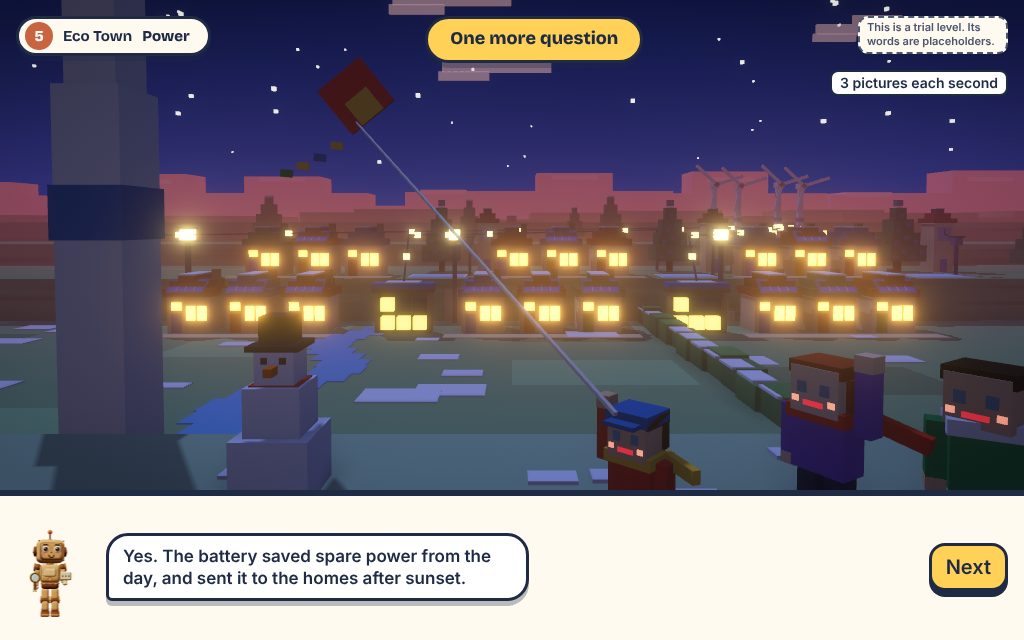 5 Eco Town Power
One more question
This is a trial level. Its
words are placeholders.
3 pictures each second
Yes. The battery saved spare power from the
day, and sent it to the homes after sunset.
Next